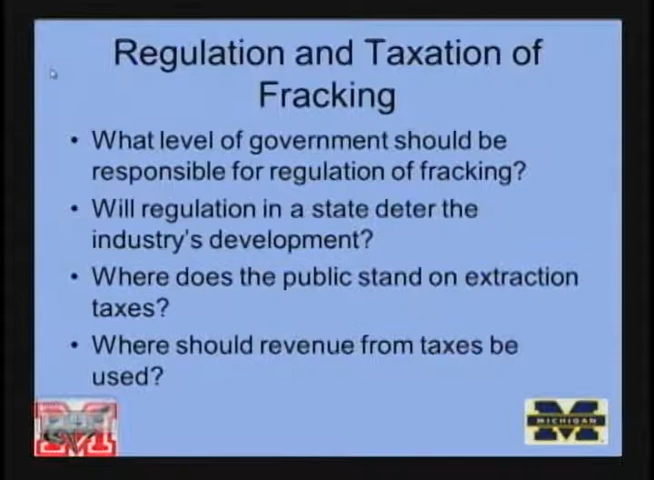 Regulation and Taxation of
Fracking
• What level of government should be
responsible for regulation of fracking?
• Will regulation in a state deter the
industry's development?
• Where does the public stand on extraction
taxes?
• Where should revenue from taxes be
used?
MICHIGAN